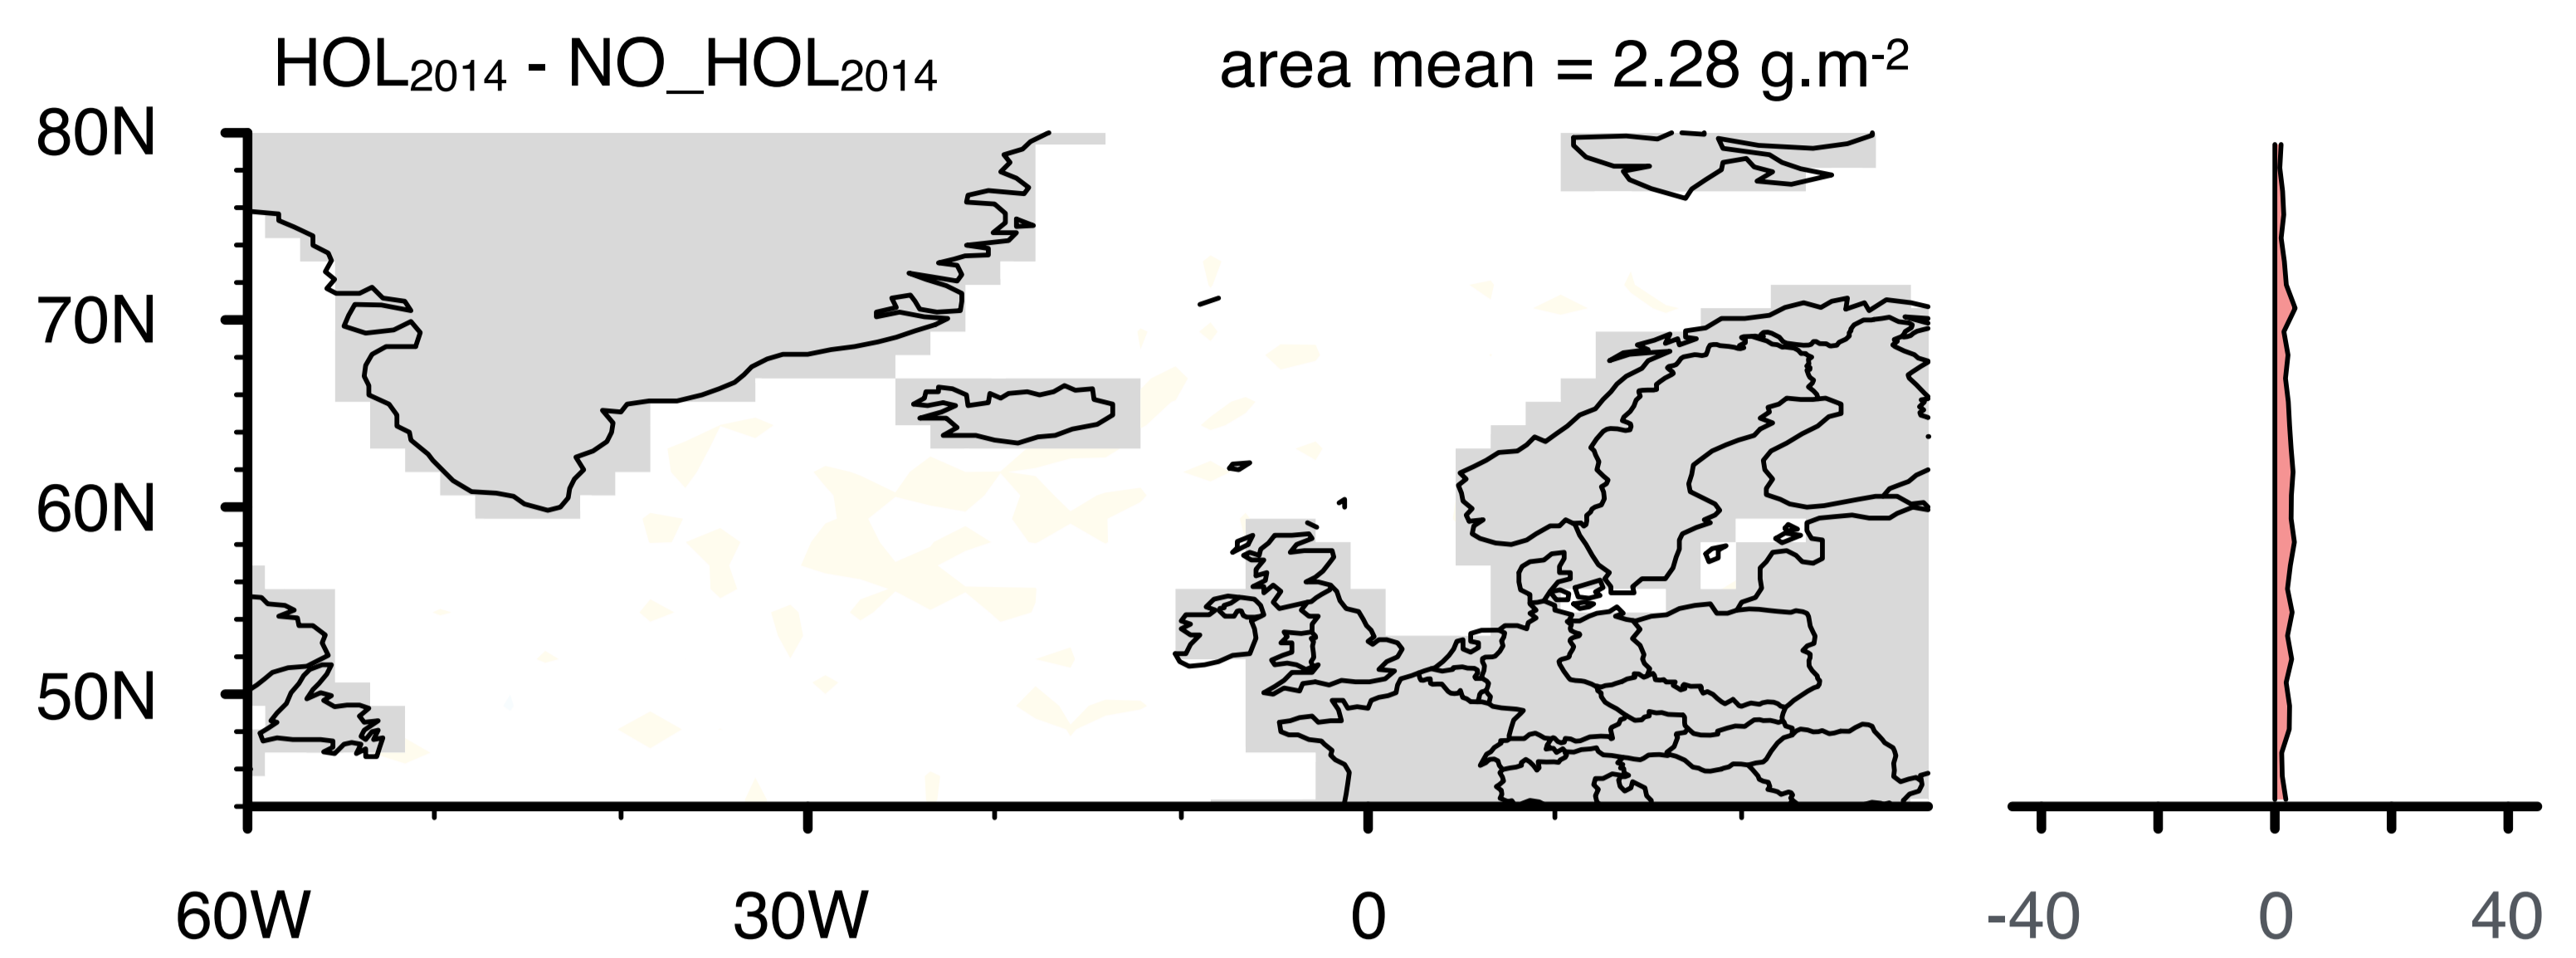 HOL2014 - NO_HOL2014
area mean = 2.28 g.m-2
80N
70N
60N
50N
60W 30W 0
-40 0 40